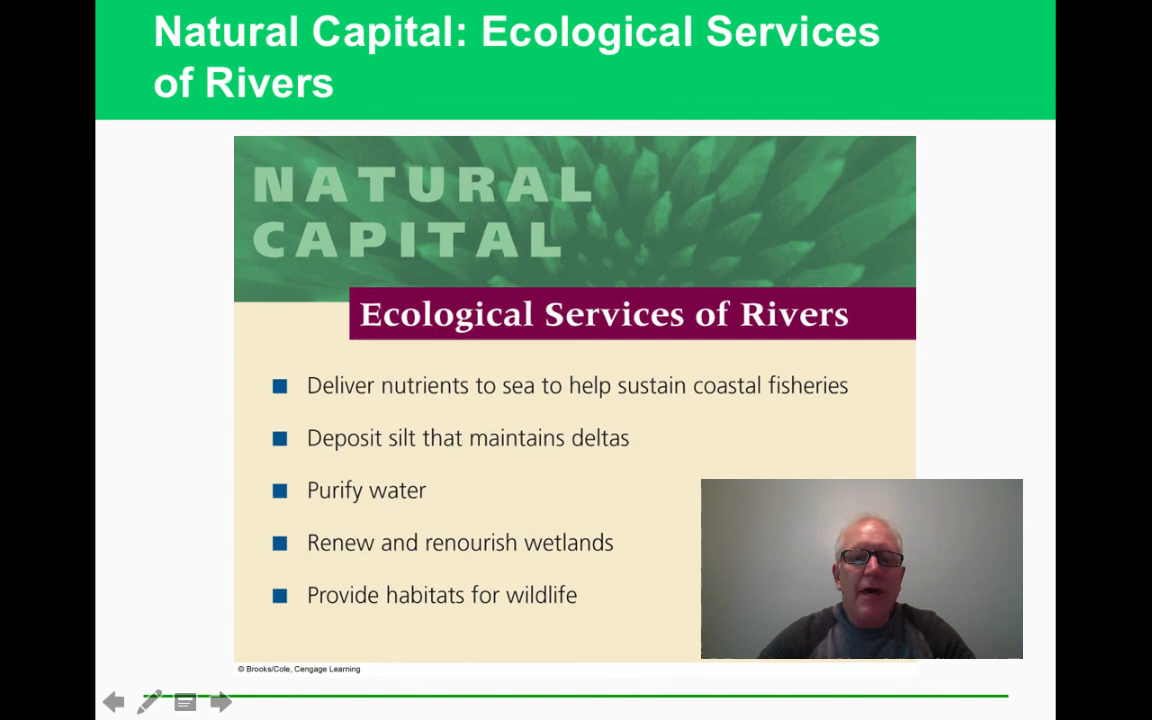 Natural Capital: Ecological Services
of Rivers
NATURAL
CAPITAL
Ecological Services of Rivers
Deliver nutrients to sea to help sustain coastal fisheries
Deposit silt that maintains deltas
Purify water
Renew and renourish wetlands
Provide habitats for wildlife
© Brooks/Cole, Cengage Learning